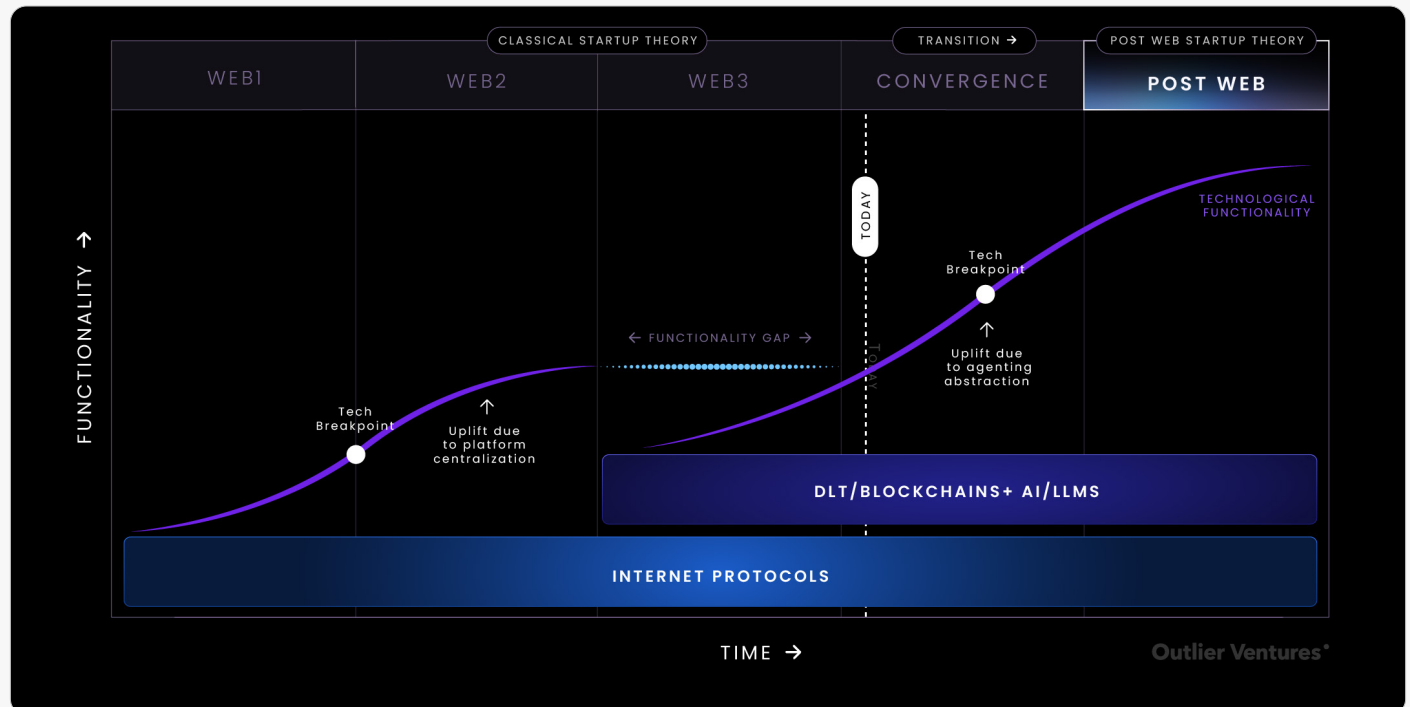 CLASSICAL STARTUP THEORY
TRANSITION →
POST WEB STARTUP THEORY
WEB1
WEB2
WEB3
CONVERGENCE
POST WEB
TODAY
TECHNOLOGICAL
FUNCTIONALITY
Tech
Breakpoint
← FUNCTIONALITY GAP →
Today
Uplift due
to agenting
abstraction
Tech
Breakpoint
Uplift due
to platform
centralization
FUNCTIONALITY →
DLT/BLOCKCHAINS+ AI/LLMS
INTERNET PROTOCOLS
TIME →
Outlier Ventures